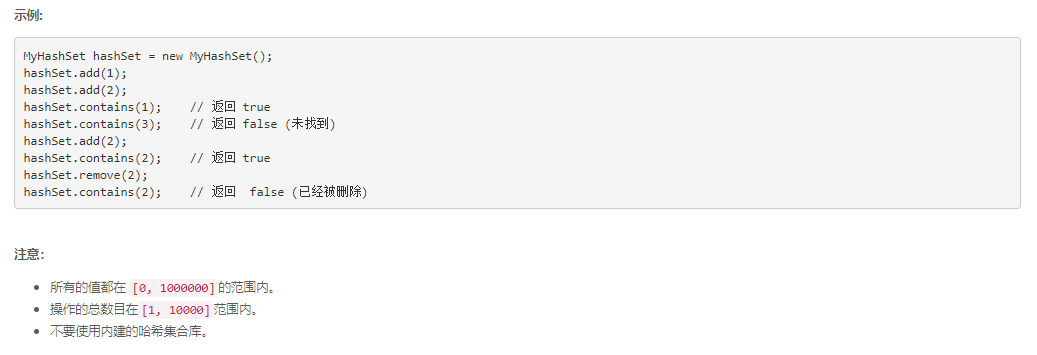 示例:
MyHashSet hashSet = new MyHashSet();
hashSet.add(1);
hashSet.add(2);
hashSet.contains(1);    // 返回 true
hashSet.contains(3);    // 返回 false (未找到)
hashSet.add(2);
hashSet.contains(2);    // 返回 true
hashSet.remove(2);
hashSet.contains(2);    // 返回  false (已经被删除)
注意：
所有的值都在 [0, 1000000]的范围内。
操作的总数目在[1, 10000]范围内。
不要使用内建的哈希集合库。